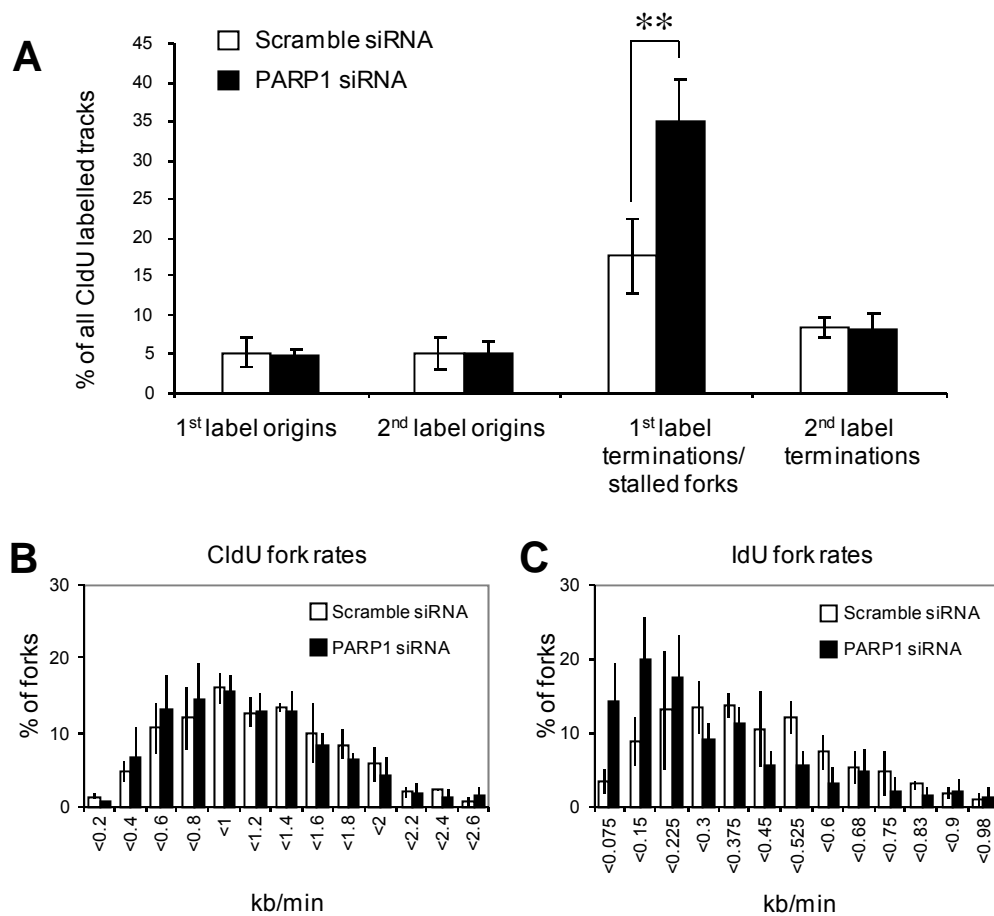 A
Scramble siRNA
PARP1 siRNA
**
% of all CldU labelled tracks
45
40
35
30
25
20
15
10
5
0
1st label origins
2nd label origins
1st label
terminations/
stalled forks
2nd label
terminations
B
CldU fork rates
Scramble siRNA
PARP1 siRNA
% of forks
30
20
10
0
<0.2
<0.4
<0.6
<0.8
<1
<1.2
<1.4
<1.6
<1.8
<2
<2.2
<2.4
<2.6
kb/min
C
IdU fork rates
Scramble siRNA
PARP1 siRNA
% of forks
30
20
10
0
<0.075
<0.15
<0.225
<0.3
<0.375
<0.45
<0.525
<0.6
<0.68
<0.75
<0.83
<0.9
<0.98
kb/min